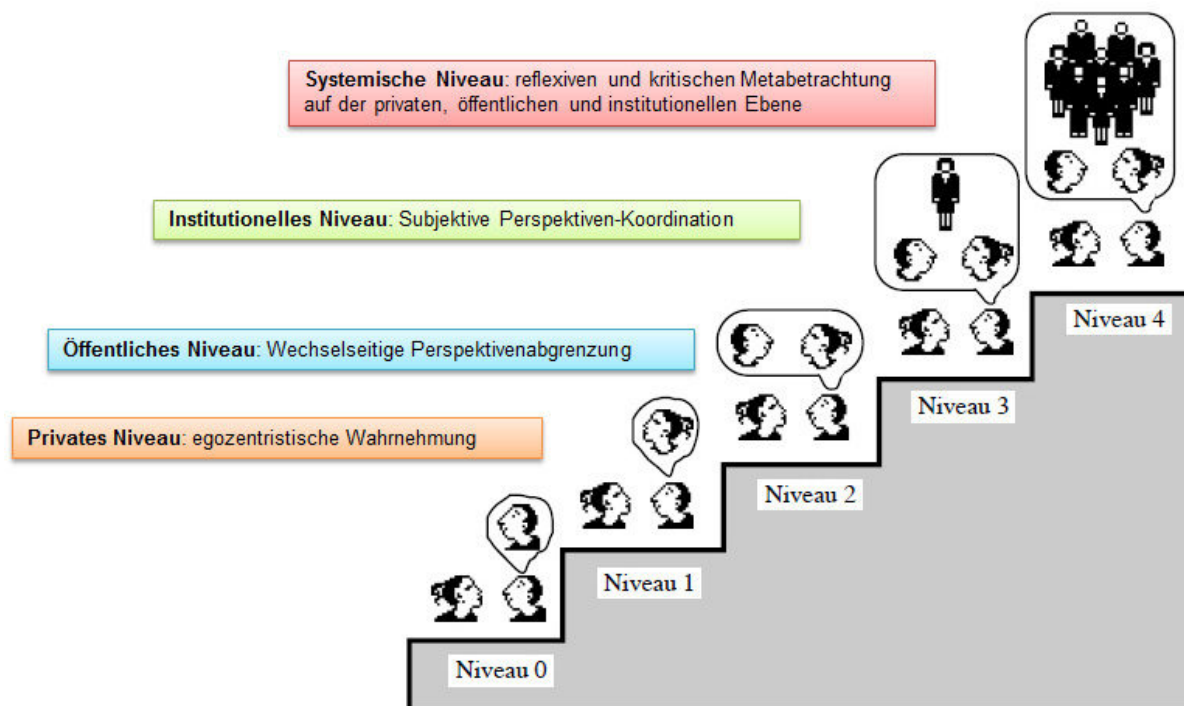 Systemische Niveau: reflexiven und kritischen Metabetrachtung
auf der privaten, öffentlichen und institutionellen Ebene
Institutionelles Niveau: Subjektive Perspektiven-Koordination
Öffentliches Niveau: Wechselseitige Perspektivenabgrenzung
Privates Niveau: egozentristische Wahrnehmung
Niveau 4
Niveau 3
Niveau 2
Niveau 1
Niveau 0